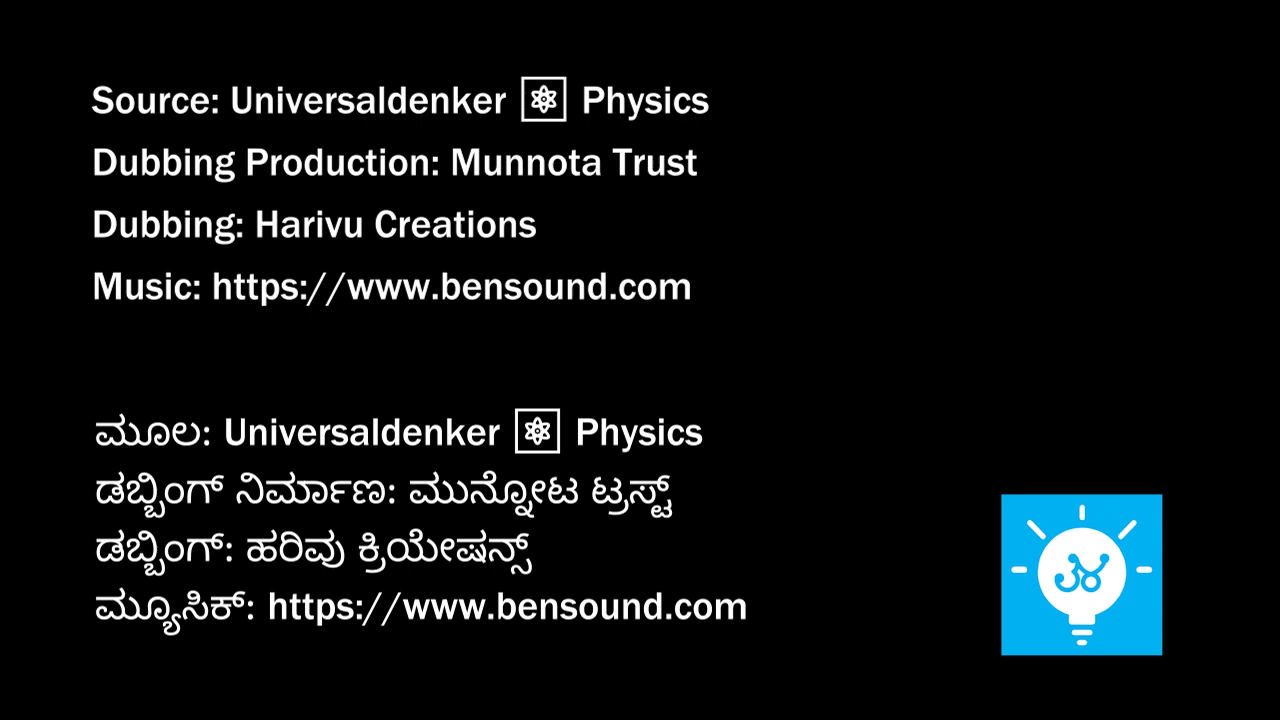 Source: Universaldenker ⚛ Physics
Dubbing Production: Munnota Trust
Dubbing: Harivu Creations
Music: https://www.bensound.com
ಮೂಲ: Universaldenker ⚛ Physics
ಡಬ್ಬಿಂಗ್ ನಿರ್ಮಾಣ: ಮುನ್ನೋಟ ಟ್ರಸ್ಟ್
ಡಬ್ಬಿಂಗ್: ಹರಿವು ಕ್ರಿಯೇಷನ್ಸ್
ಮ್ಯೂಸಿಕ್: https://www.bensound.com